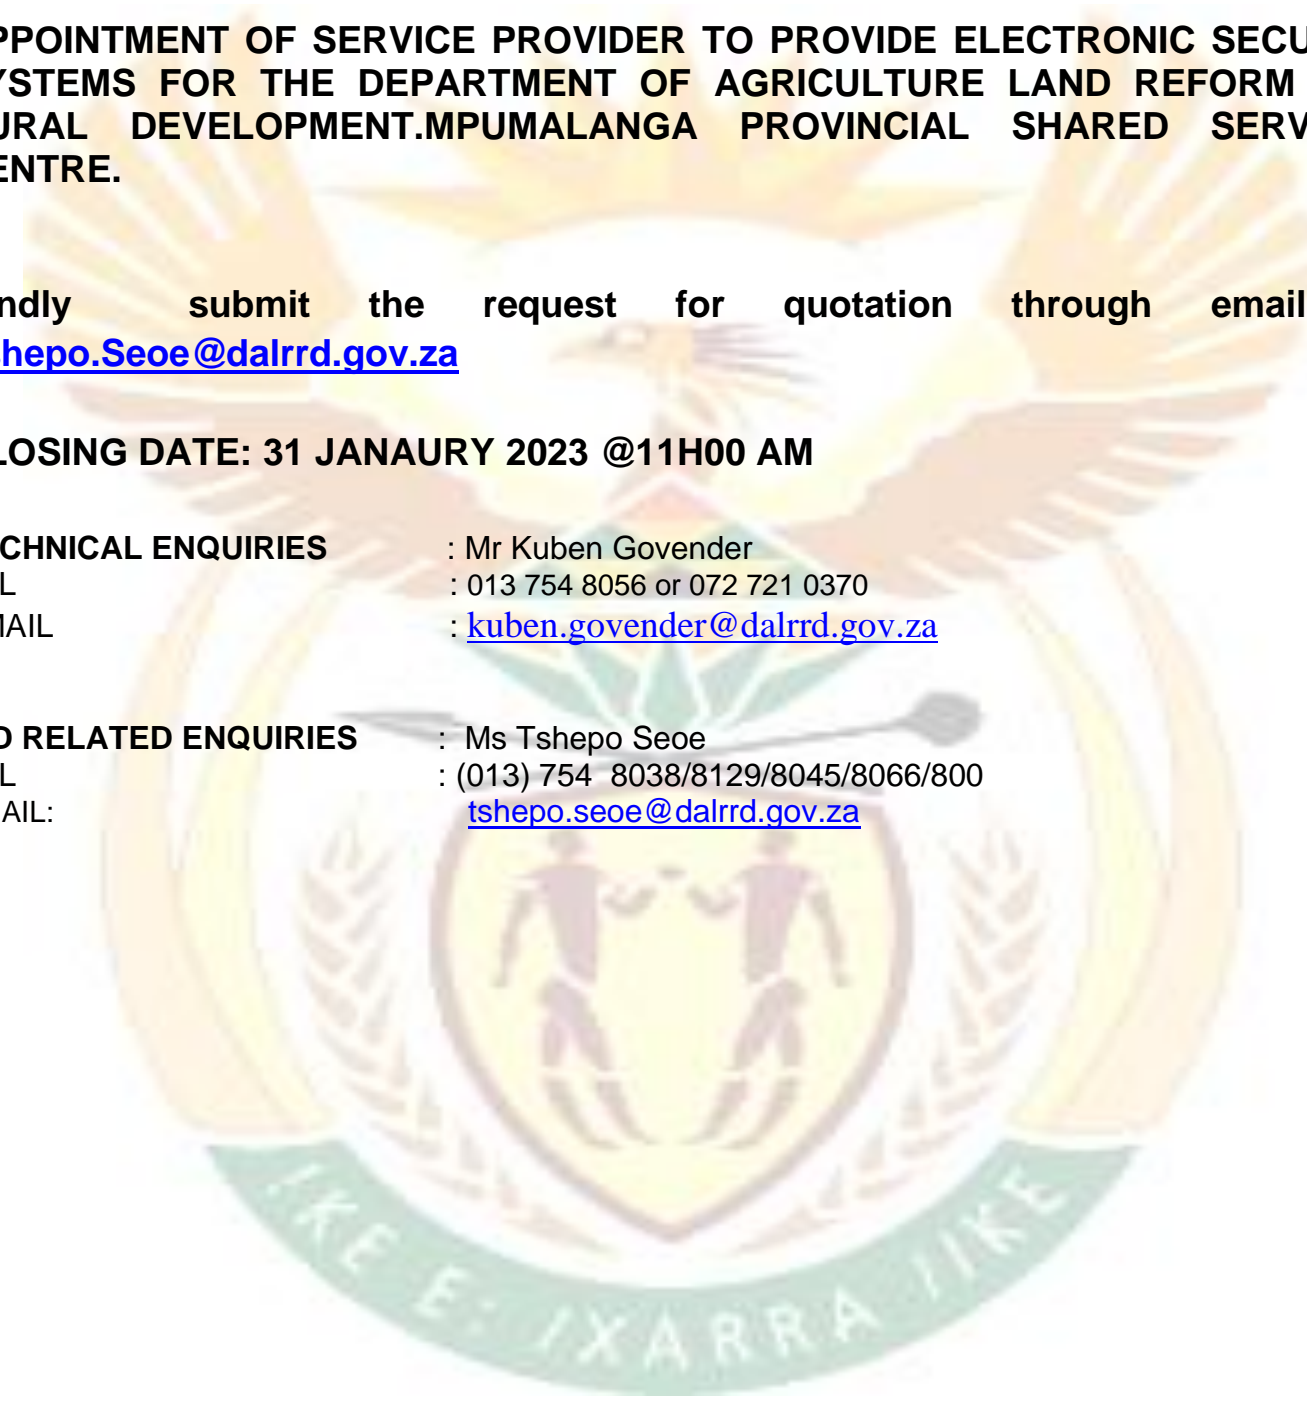 PPOINTMENT OF SERVICE PROVIDER TO PROVIDE ELECTRONIC SECU
YSTEMS FOR THE DEPARTMENT OF AGRICULTURE LAND REFORM
URAL DEVELOPMENT.MPUMALANGA PROVINCIAL SHARED SERV
ENTRE.
ndly submit the request for quotation through email
shepo.Seoe@dalrrd.gov.za
LOSING DATE: 31 JANAURY 2023 @11H00 AM
CHNICAL ENQUIRIES : Mr Kuben Govender
L : 013 754 8056 or 072 721 0370
MAIL : kuben.govender@dalrrd.gov.za
D RELATED ENQUIRIES : Ms Tshepo Seoe
L : (013) 754 8038/8129/8045/8066/800
AIL: tshepo.seoe@dalrrd.gov.za
!KE E: /XARRA //KE